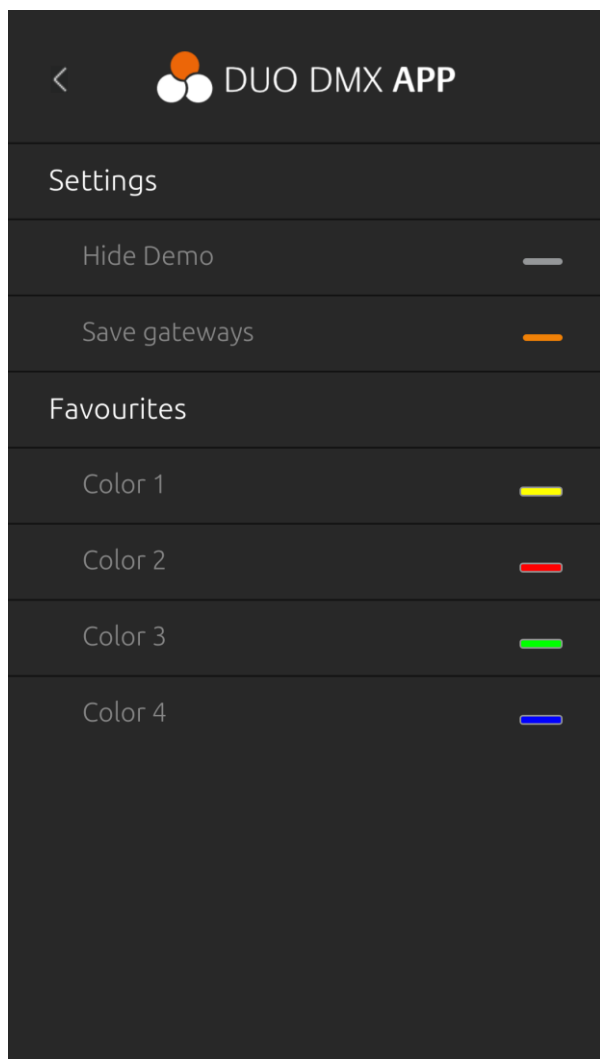 DUO DMX APP
Settings
Hide Demo
Save gateways
Favourites
Color 1
Color 2
Color 3
Color 4